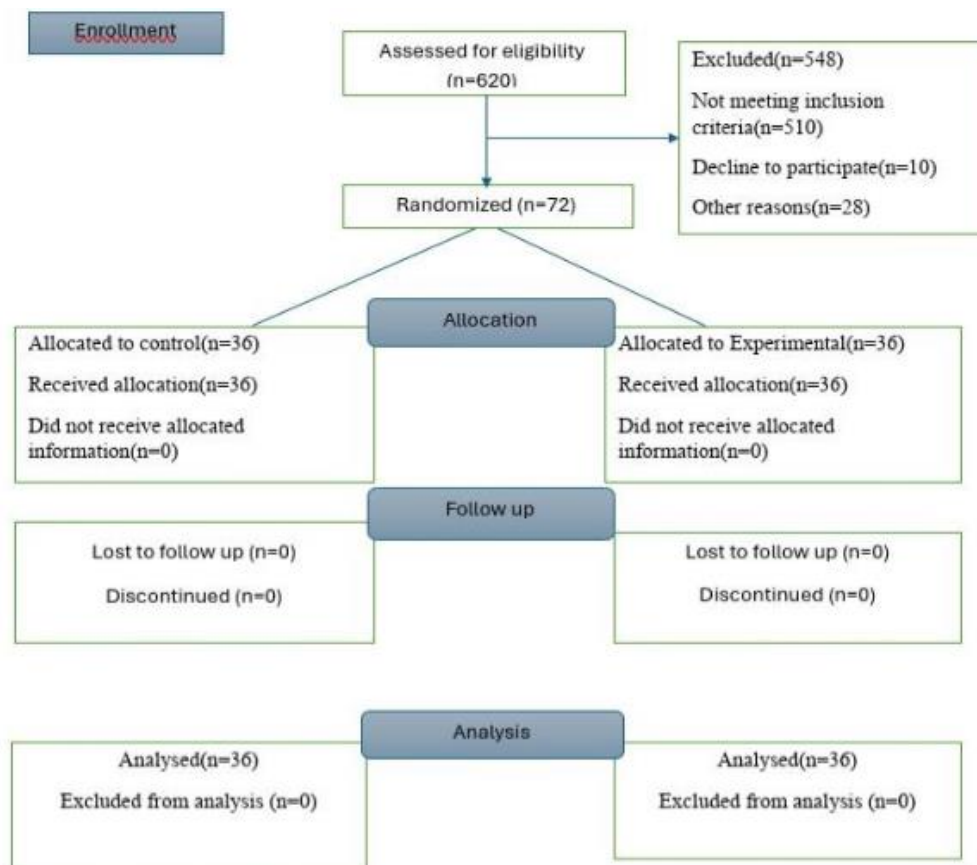 Enrollment
Assessed for eligibility
(n=620)
Excluded(n=548)
Not meeting inclusion
criteria(n=510)
Decline to participate(n=10)
Other reasons(n=28)
Randomized (n=72)
Allocation
Allocated to control(n=36)
Received allocation(n=36)
Did not receive allocated
information(n=0)
Allocated to Experimental(n=36)
Received allocation(n=36)
Did not receive allocated
information(n=0)
Follow up
Lost to follow up (n=0)
Discontinued (n=0)
Lost to follow up (n=0)
Discontinued (n=0)
Analysis
Analysed(n=36)
Excluded from analysis (n=0)
Analysed(n=36)
Excluded from analysis (n=0)